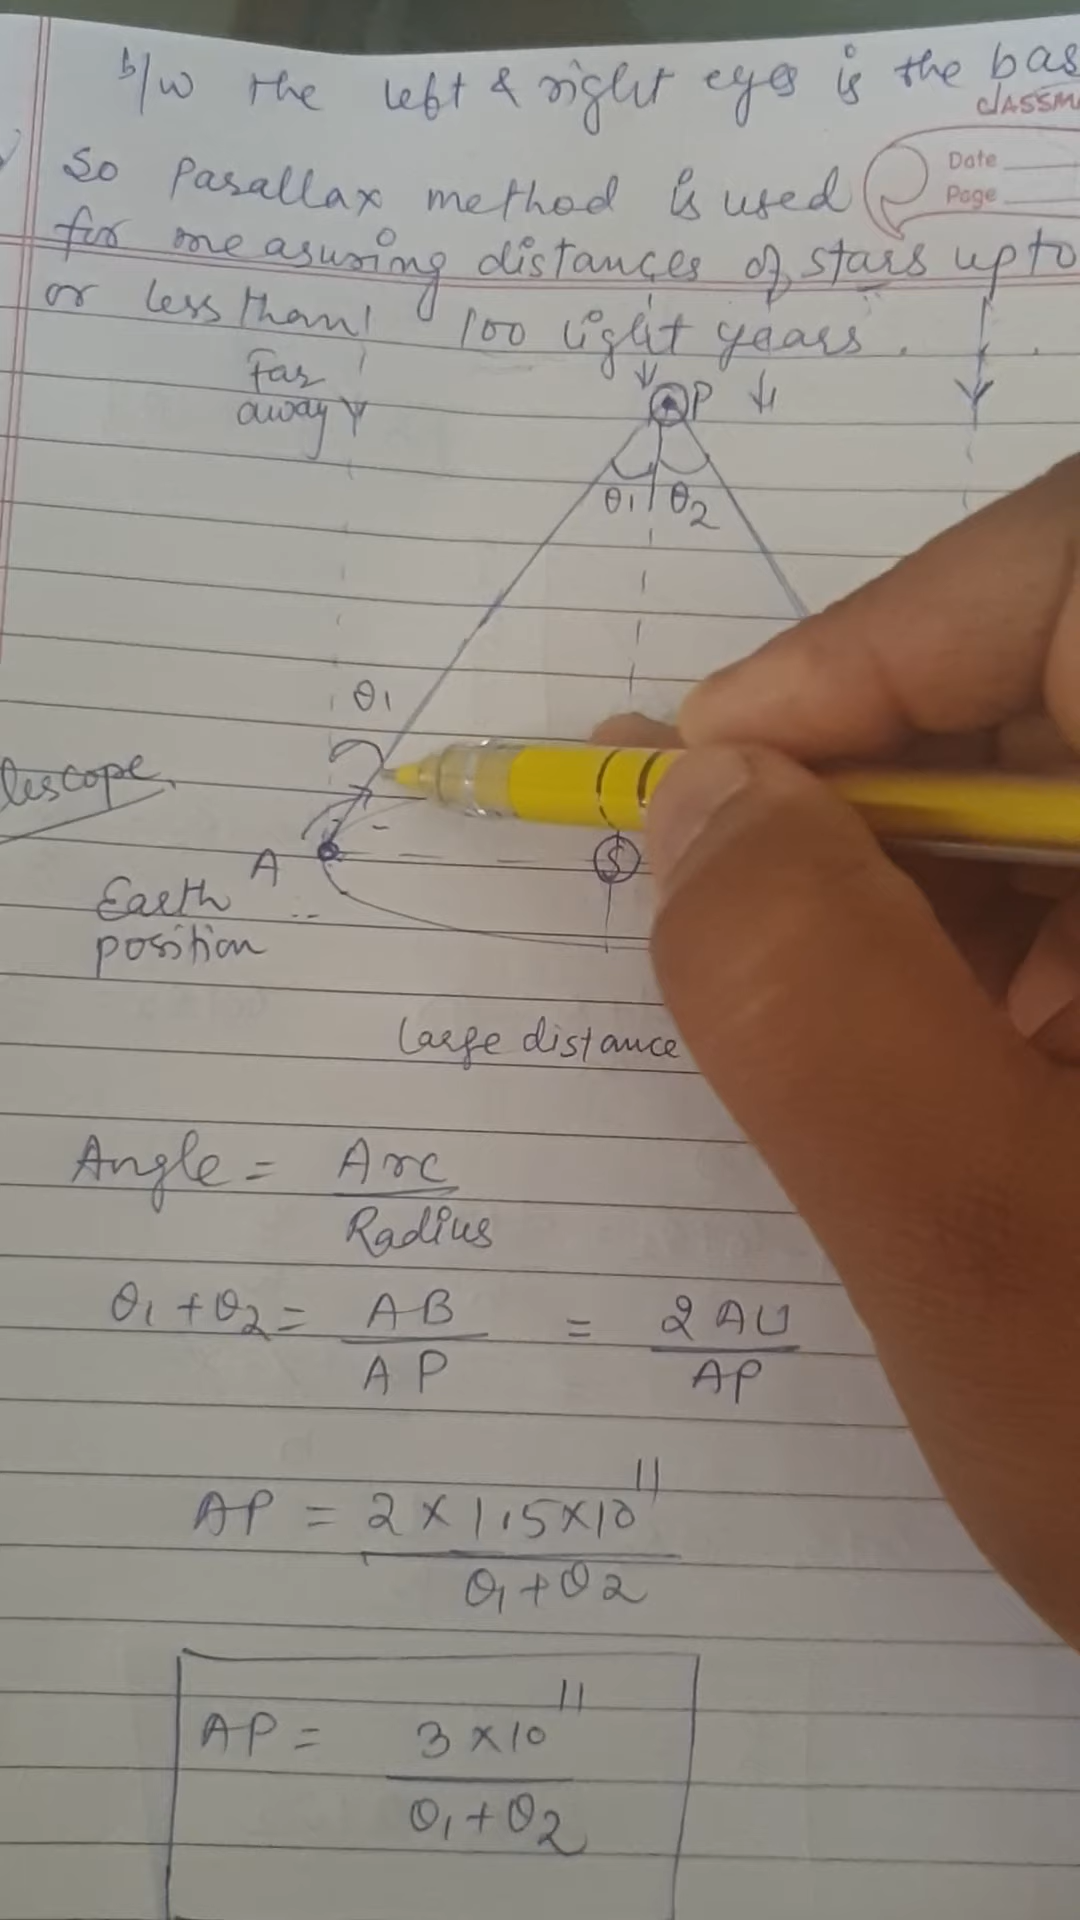 b/w the left & right eyes is the bas
CLASSM
Date
Page
So Parallax method is used
for measuring distances of stars upto
or less than 100 light years.
Far
away
P
θ1 θ2
θ1
lescope
A
S
Earth
position
Large distance
Angle = Arc
Radius
θ1 + θ2 = AB = 2 AU
AP AP
AP = 2 × 1.5 × 10^11
θ1 + θ2
AP = 3 × 10^11
θ1 + θ2